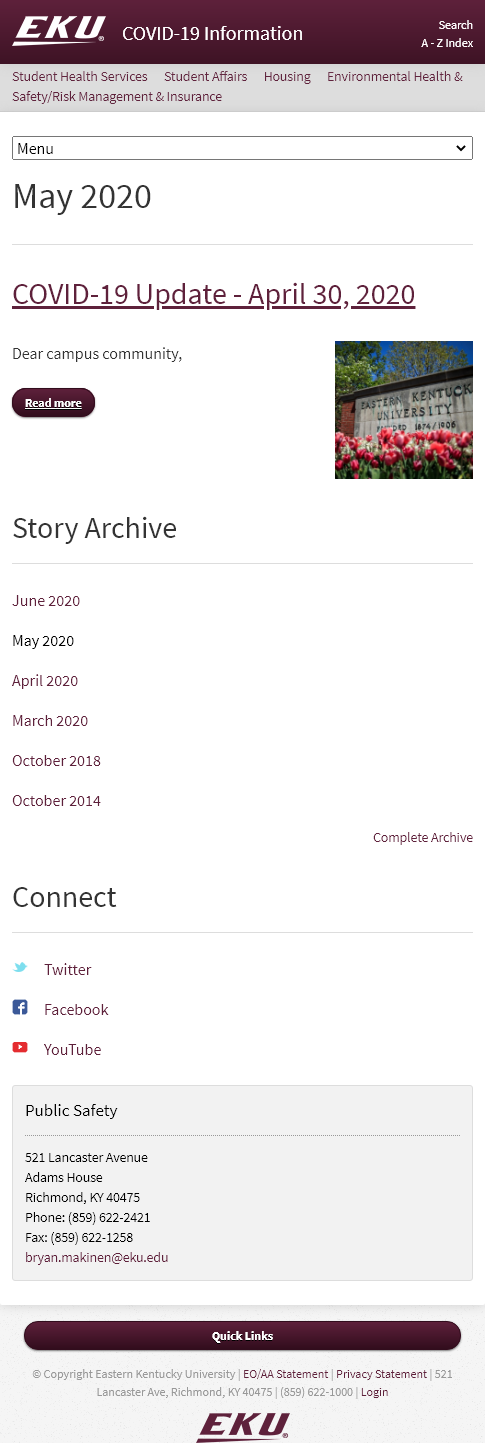 EKU COVID-19 Information
Search
A - Z Index
Student Health Services Student Affairs Housing Environmental Health &
Safety/Risk Management & Insurance
Menu
May 2020
COVID-19 Update - April 30, 2020
Dear campus community,
Read more
EASTERN KENTUCK
UNIVERSITY
1874 / 1906
Story Archive
June 2020
May 2020
April 2020
March 2020
October 2018
October 2014
Complete Archive
Connect
Twitter
Facebook
YouTube
Public Safety
521 Lancaster Avenue
Adams House
Richmond, KY 40475
Phone: (859) 622-2421
Fax: (859) 622-1258
bryan.makinen@eku.edu
Quick Links
© Copyright Eastern Kentucky University | EO/AA Statement | Privacy Statement | 521
Lancaster Ave, Richmond, KY 40475 | (859) 622-1000 | Login
EKU